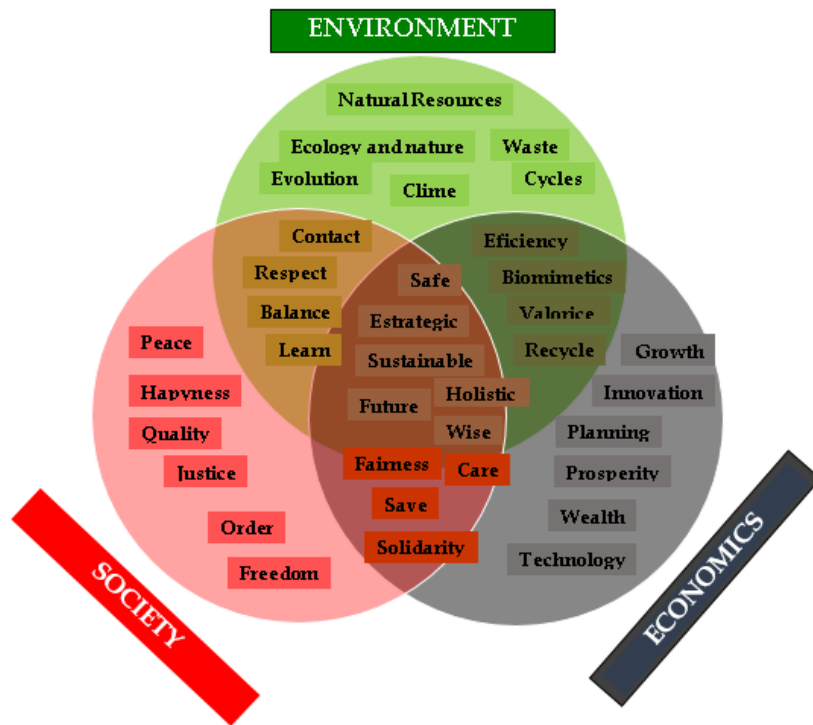 ENVIRONMENT
Natural Resources
Ecology and nature
Waste
Evolution
Clime
Cycles
Contact
Eficiency
Respect
Safe
Biomimetics
Balance
Estrategic
Valorice
Peace
Learn
Sustainable
Recycle
Growth
Hapyness
Future
Holistic
Innovation
Quality
Wise
Planning
Justice
Fairness
Care
Prosperity
Order
Save
Wealth
Freedom
Solidarity
Technology
SOCIETY
ECONOMICS